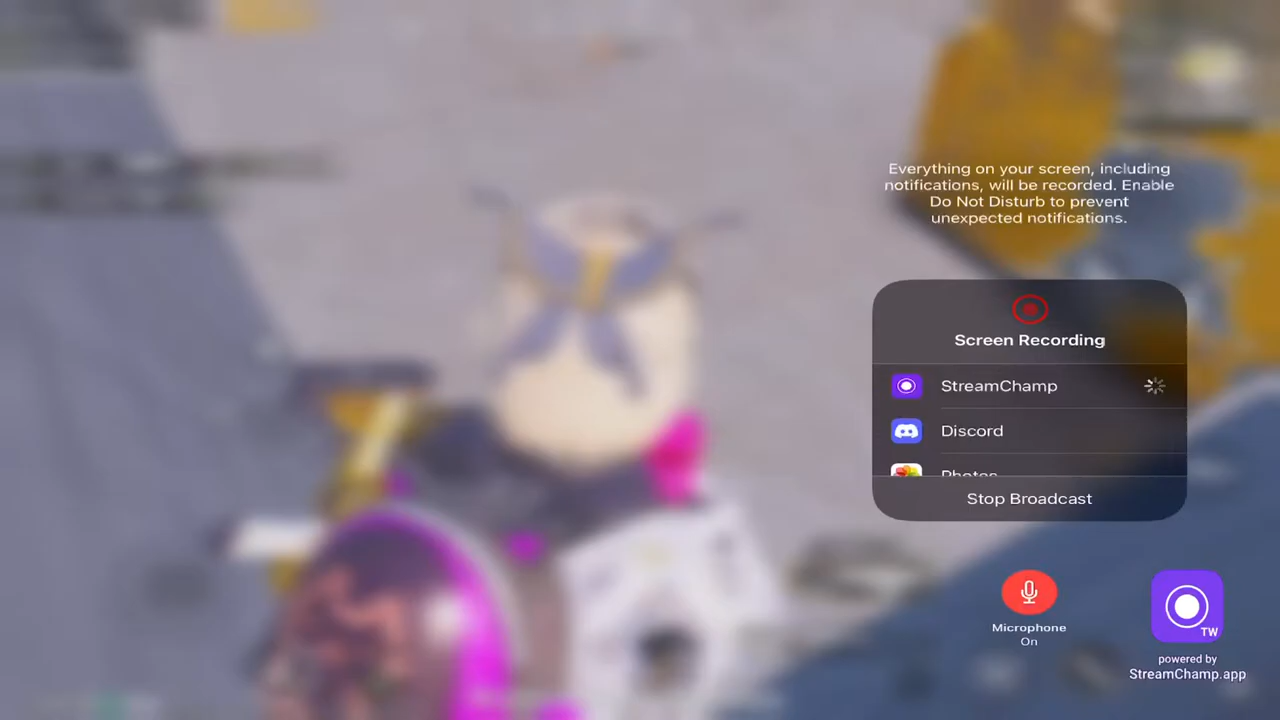 Everything on your screen, including
notifications, will be recorded. Enable
Do Not Disturb to prevent
unexpected notifications.
Screen Recording
StreamChamp
Discord
Photos
Stop Broadcast
Microphone
On
TW
powered by
StreamChamp.app